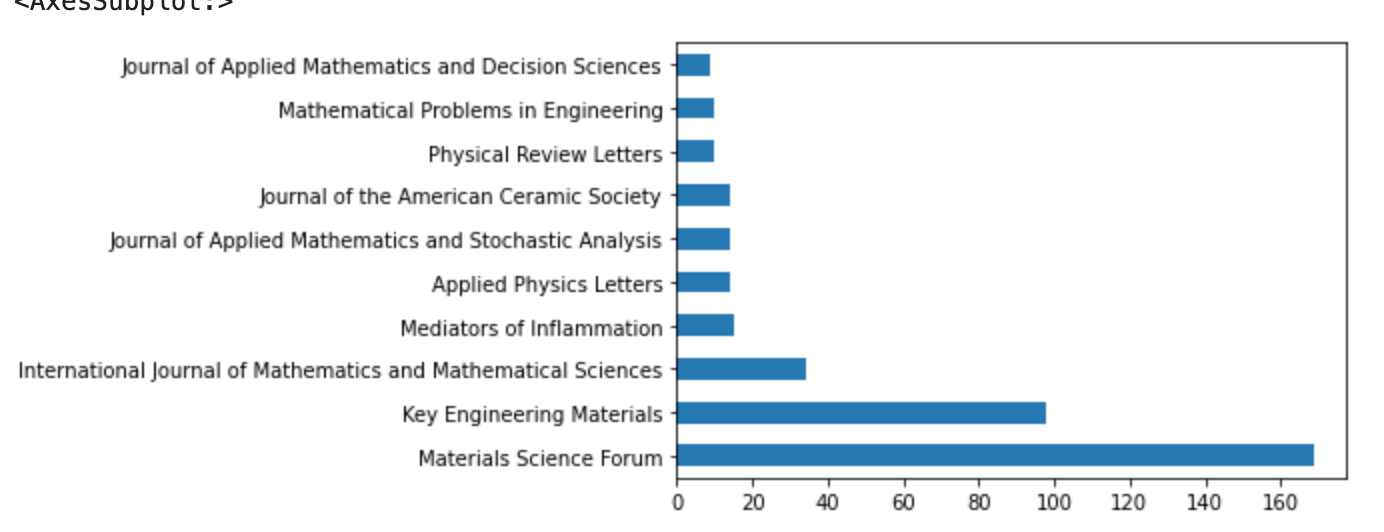 <AxesSubplot:>
Journal of Applied Mathematics and Decision Sciences
Mathematical Problems in Engineering
Physical Review Letters
Journal of the American Ceramic Society
Journal of Applied Mathematics and Stochastic Analysis
Applied Physics Letters
Mediators of Inflammation
International Journal of Mathematics and Mathematical Sciences
Key Engineering Materials
Materials Science Forum
0 20 40 60 80 100 120 140 160